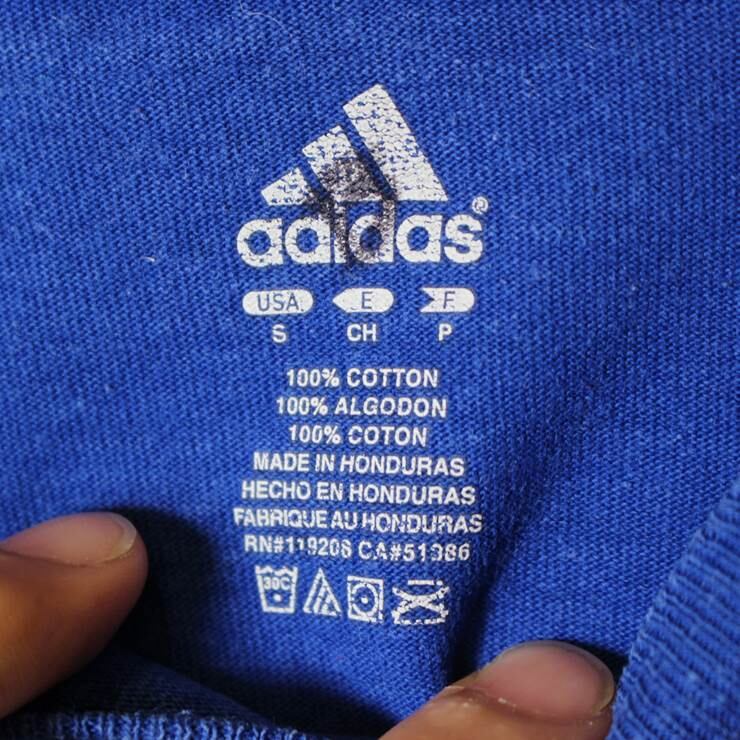 adidas®
USA E F
S CH P
100% COTTON
100% ALGODON
100% COTON
MADE IN HONDURAS
HECHO EN HONDURAS
FABRIQUE AU HONDURAS
RN#119208 CA#51386
30C